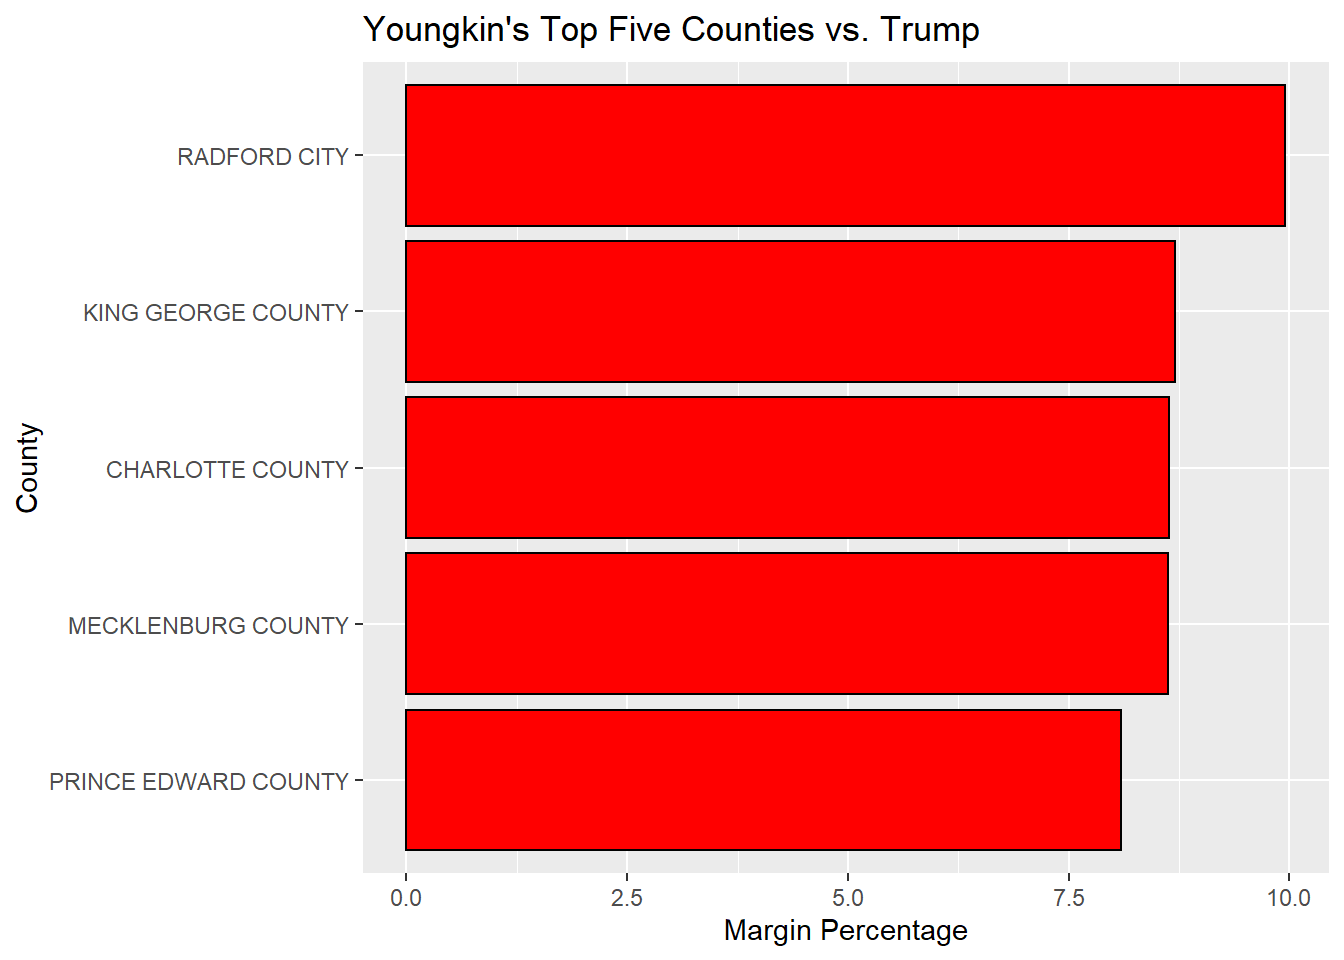 Youngkin's Top Five Counties vs. Trump
RADFORD CITY
KING GEORGE COUNTY
CHARLOTTE COUNTY
MECKLENBURG COUNTY
PRINCE EDWARD COUNTY
County
0.0 2.5 5.0 7.5 10.0
Margin Percentage